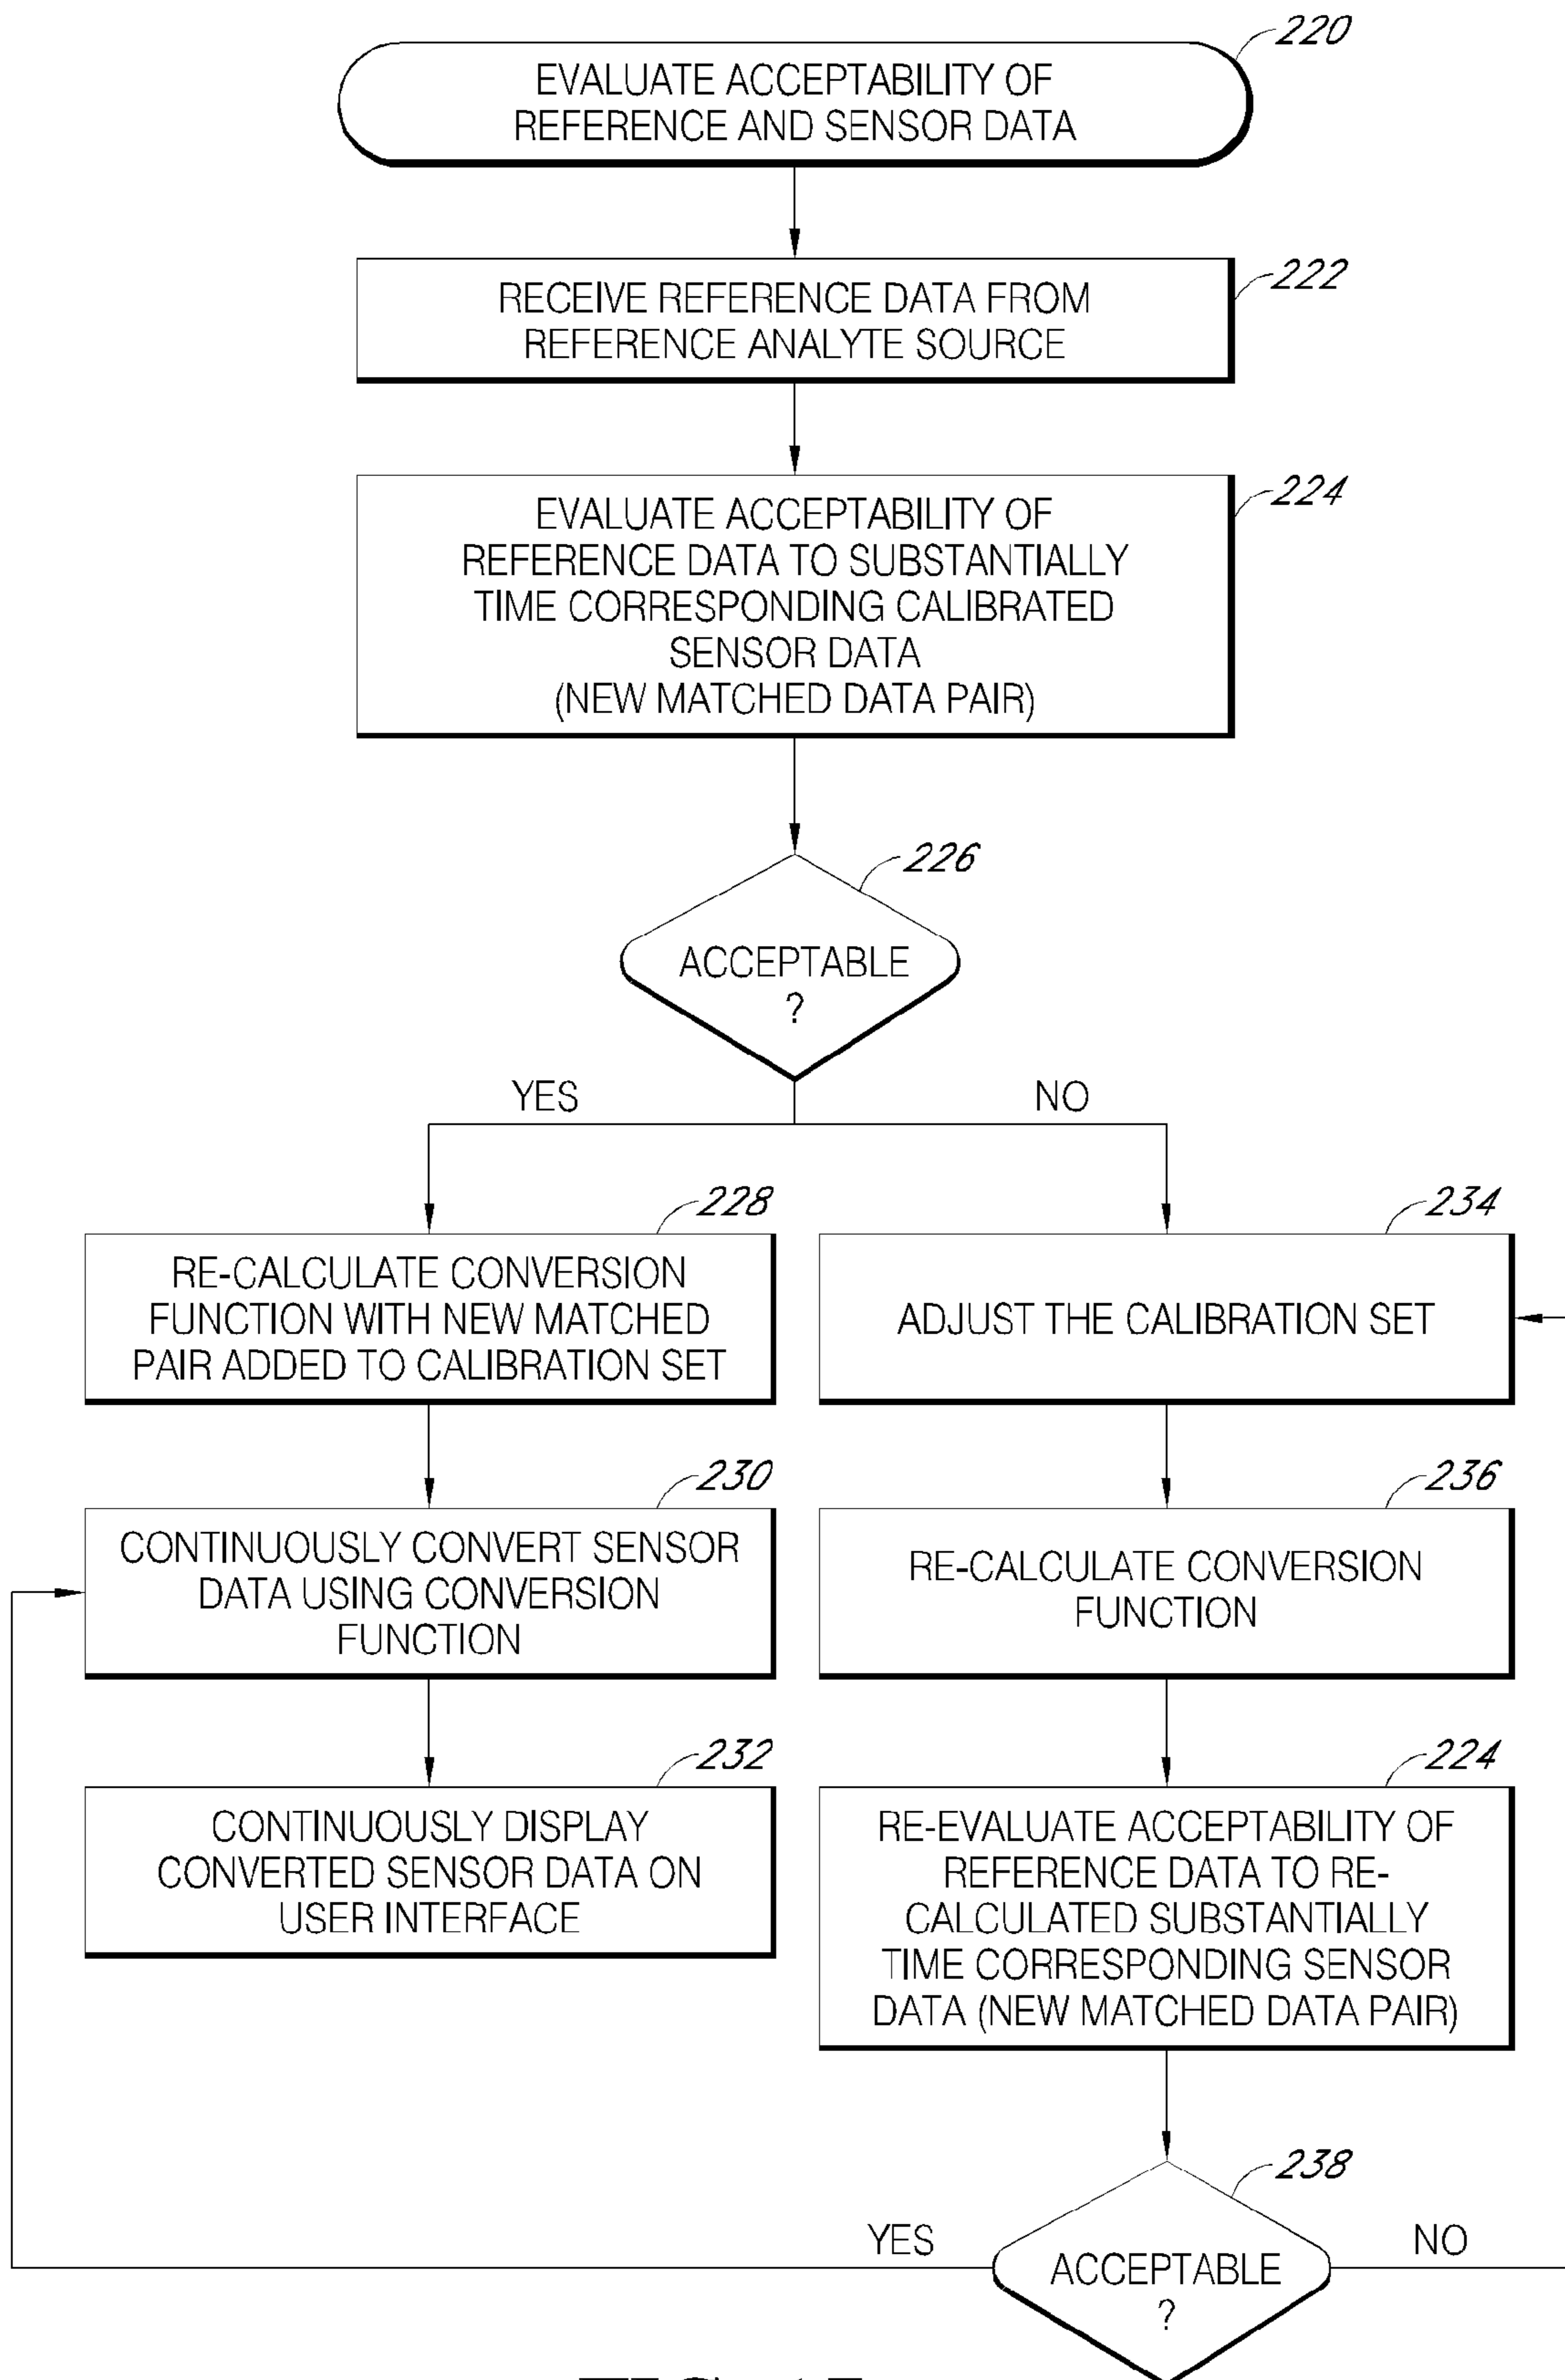 220
EVALUATE ACCEPTABILITY OF
REFERENCE AND SENSOR DATA
222
RECEIVE REFERENCE DATA FROM
REFERENCE ANALYTE SOURCE
224
EVALUATE ACCEPTABILITY OF
REFERENCE DATA TO SUBSTANTIALLY
TIME CORRESPONDING CALIBRATED
SENSOR DATA
(NEW MATCHED DATA PAIR)
226
ACCEPTABLE
?
YES
NO
228
RE-CALCULATE CONVERSION
FUNCTION WITH NEW MATCHED
PAIR ADDED TO CALIBRATION SET
234
ADJUST THE CALIBRATION SET
230
CONTINUOUSLY CONVERT SENSOR
DATA USING CONVERSION
FUNCTION
236
RE-CALCULATE CONVERSION
FUNCTION
232
CONTINUOUSLY DISPLAY
CONVERTED SENSOR DATA ON
USER INTERFACE
224
RE-EVALUATE ACCEPTABILITY OF
REFERENCE DATA TO RE-
CALCULATED SUBSTANTIALLY
TIME CORRESPONDING SENSOR
DATA (NEW MATCHED DATA PAIR)
238
YES
ACCEPTABLE
?
NO